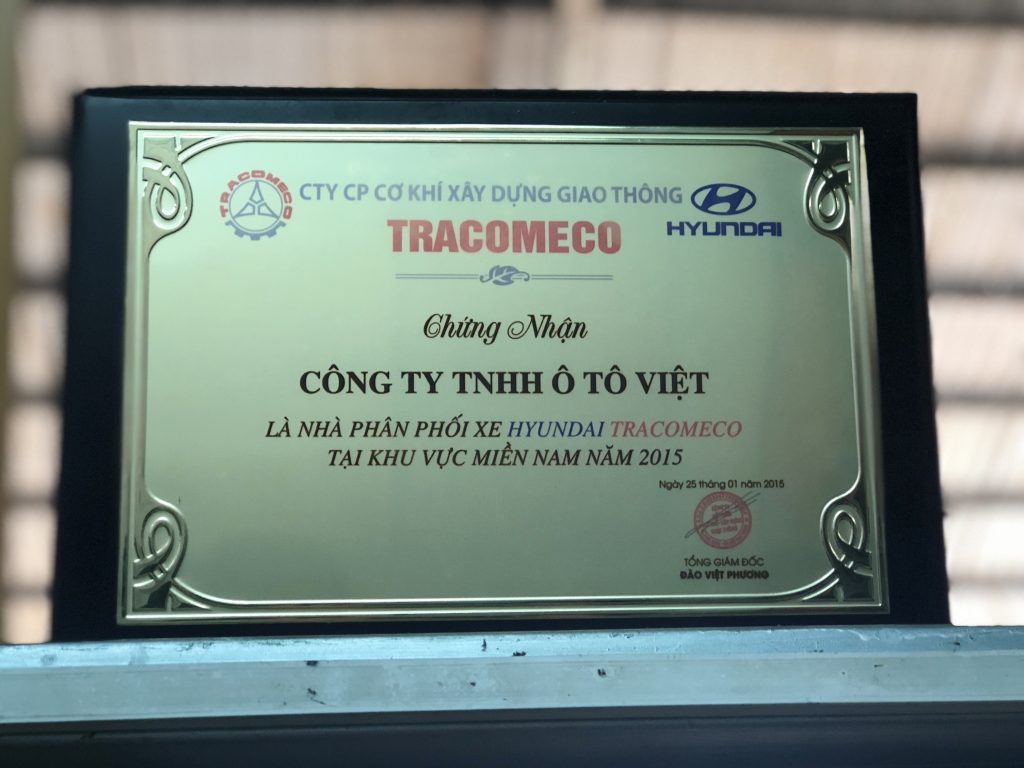 TRACOMECO
CTY CP CƠ KHÍ XÂY DỰNG GIAO THÔNG
TRACOMECO
HYUNDAI
Chứng Nhận
CÔNG TY TNHH Ô TÔ VIỆT
LÀ NHÀ PHÂN PHỐI XE HYUNDAI TRACOMECO
TẠI KHU VỰC MIỀN NAM NĂM 2015
Ngày 25 tháng 01 năm 2015
TỔNG GIÁM ĐỐC
ĐÀO VIỆT PHƯƠNG